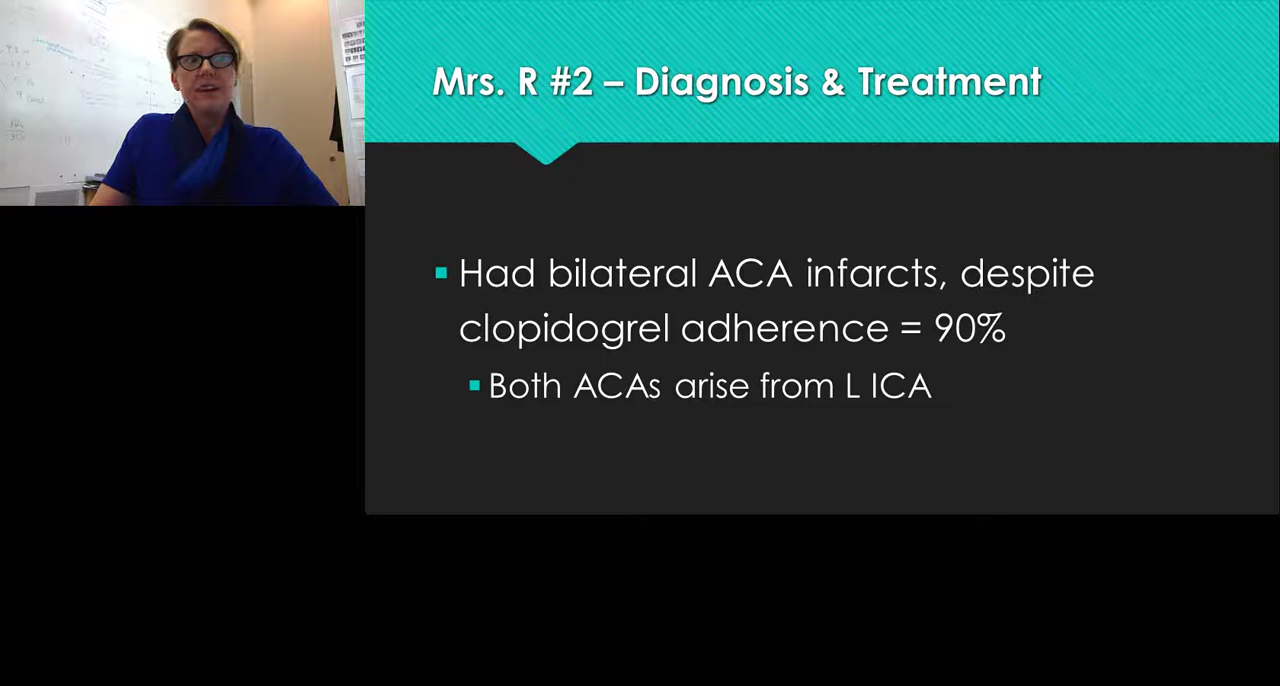 Mrs. R #2 – Diagnosis & Treatment
Had bilateral ACA infarcts, despite
clopidogrel adherence = 90%
Both ACAs arise from L ICA